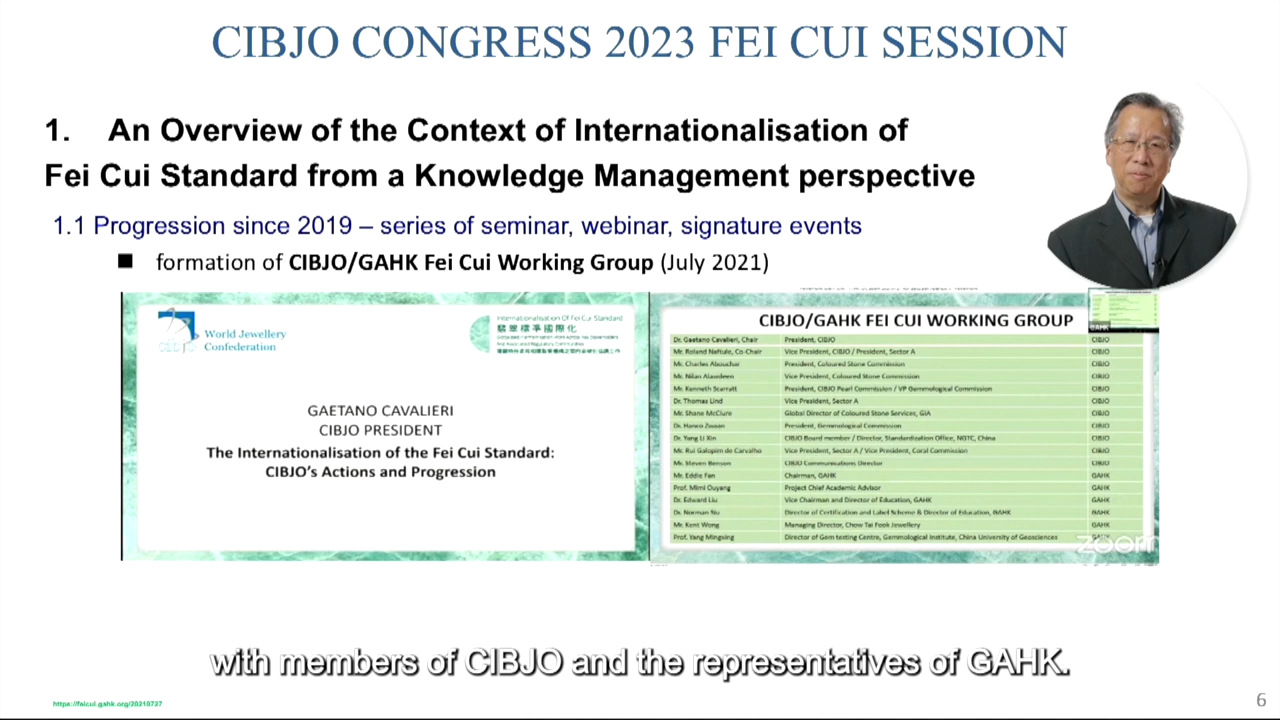 CIBJO CONGRESS 2023 FEI CUI SESSION
1. An Overview of the Context of Internationalisation of
Fei Cui Standard from a Knowledge Management perspective
1.1 Progression since 2019 – series of seminar, webinar, signature events
■ formation of CIBJO/GAHK Fei Cui Working Group (July 2021)
CIBJO
World Jewellery
Confederation
Internationalisation Of Fei Cui Standard
翡翠標準國際化
GAETANO CAVALIERI
CIBJO PRESIDENT
The Internationalisation of the Fei Cui Standard:
CIBJO's Actions and Progression
GAHK
CIBJO/GAHK FEI CUI WORKING GROUP
Dr. Gaetano Cavalieri, Chair President, CIBJO CIBJO
Mr. Roland Naftule, Co-Chair Vice President, CIBJO / President, Sector A CIBJO
Mr. Charles Abouchar President, Coloured Stone Commission CIBJO
Mr. Nilan Alawdeen Vice President, Coloured Stone Commission CIBJO
Mr. Kenneth Scarratt President, CIBJO Pearl Commission / VP Gemmological Commission CIBJO
Dr. Thomas Lind Vice President, Sector A CIBJO
Mr. Shane McClure Global Director of Coloured Stone Services, GIA CIBJO
Dr. Hanco Zwaan President, Gemmological Commission CIBJO
Dr. Yang Li Xin CIBJO Board member / Director, Standardization Office, NGTC, China CIBJO
Mr. Rui Galopim de Carvalho Vice President, Sector A / Vice President, Coral Commission CIBJO
Mr. Steven Benson CIBJO Communications Director CIBJO
Mr. Eddie Fan Chairman, GAHK GAHK
Prof. Mimi Ouyang Project Chief Academic Advisor GAHK
Dr. Edward Liu Vice Chairman and Director of Education, GAHK GAHK
Dr. Norman Siu Director of Certification and Label Scheme & Director of Education, GAHK GAHK
Mr. Kent Wong Managing Director, Chow Tai Fook Jewellery GAHK
Prof. Yang Mingxing Director of Gem testing Centre, Gemmological Institute, China University of Geosciences GAHK
zoom
with members of CIBJO and the representatives of GAHK.
https://feicui.gahk.org/20210727
6